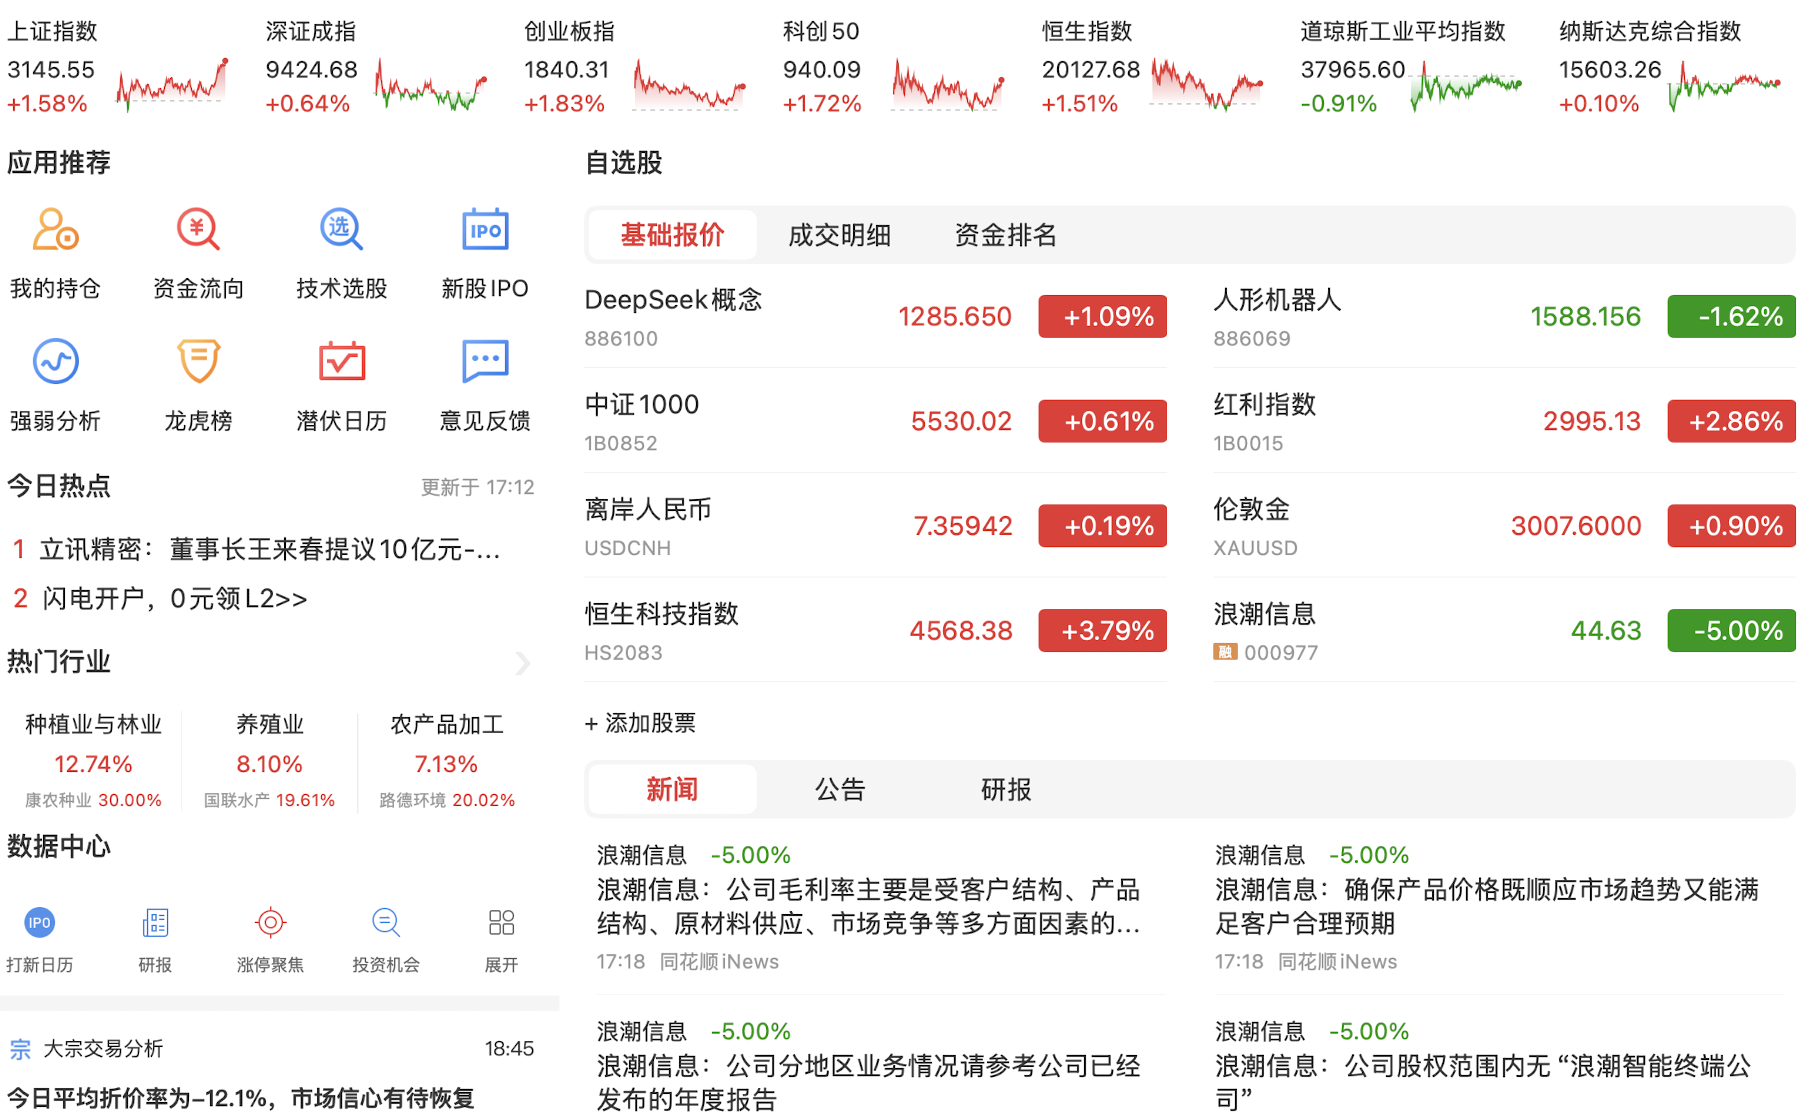 上证指数
3145.55
+1.58%
深证成指
9424.68
+0.64%
创业板指
1840.31
+1.83%
科创50
940.09
+1.72%
恒生指数
20127.68
+1.51%
道琼斯工业平均指数
37965.60
-0.91%
纳斯达克综合指数
15603.26
+0.10%
应用推荐
¥
选
IPO
我的持仓
资金流向
技术选股
新股IPO
强弱分析
龙虎榜
潜伏日历
意见反馈
今日热点
更新于 17:12
1 立讯精密：董事长王来春提议10亿元-...
2 闪电开户，0元领L2>>
热门行业
种植业与林业
12.74%
康农种业 30.00%
养殖业
8.10%
国联水产 19.61%
农产品加工
7.13%
路德环境 20.02%
数据中心
IPO
打新日历
研报
涨停聚焦
投资机会
展开
宗 大宗交易分析
18:45
今日平均折价率为-12.1%，市场信心有待恢复
自选股
基础报价
成交明细
资金排名
DeepSeek概念
886100
1285.650
+1.09%
人形机器人
886069
1588.156
-1.62%
中证1000
1B0852
5530.02
+0.61%
红利指数
1B0015
2995.13
+2.86%
离岸人民币
USDCNH
7.35942
+0.19%
伦敦金
XAUUSD
3007.6000
+0.90%
恒生科技指数
HS2083
4568.38
+3.79%
浪潮信息
融 000977
44.63
-5.00%
+ 添加股票
新闻
公告
研报
浪潮信息 -5.00%
浪潮信息：公司毛利率主要是受客户结构、产品
结构、原材料供应、市场竞争等多方面因素的...
17:18 同花顺iNews
浪潮信息 -5.00%
浪潮信息：确保产品价格既顺应市场趋势又能满
足客户合理预期
17:18 同花顺iNews
浪潮信息 -5.00%
浪潮信息：公司分地区业务情况请参考公司已经
发布的年度报告
浪潮信息 -5.00%
浪潮信息：公司股权范围内无 “浪潮智能终端公
司”